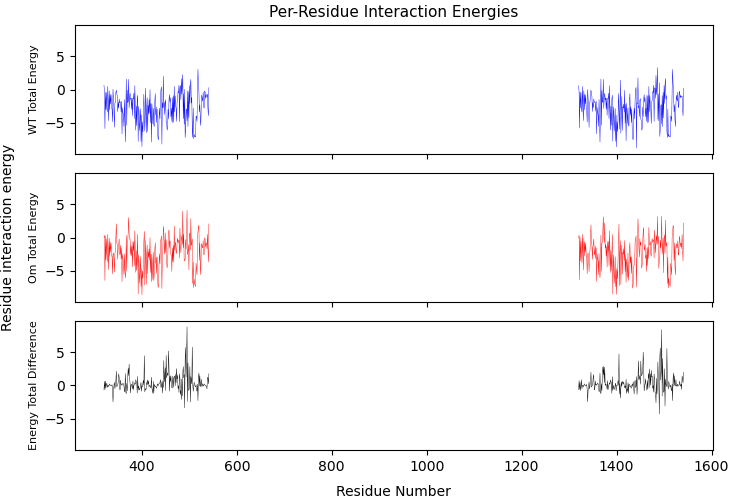 Per-Residue Interaction Energies
WT Total Energy
5
0
−5
Residue interaction energy
Om Total Energy
5
0
−5
Energy Total Difference
5
0
−5
400 600 800 1000 1200 1400 1600
Residue Number